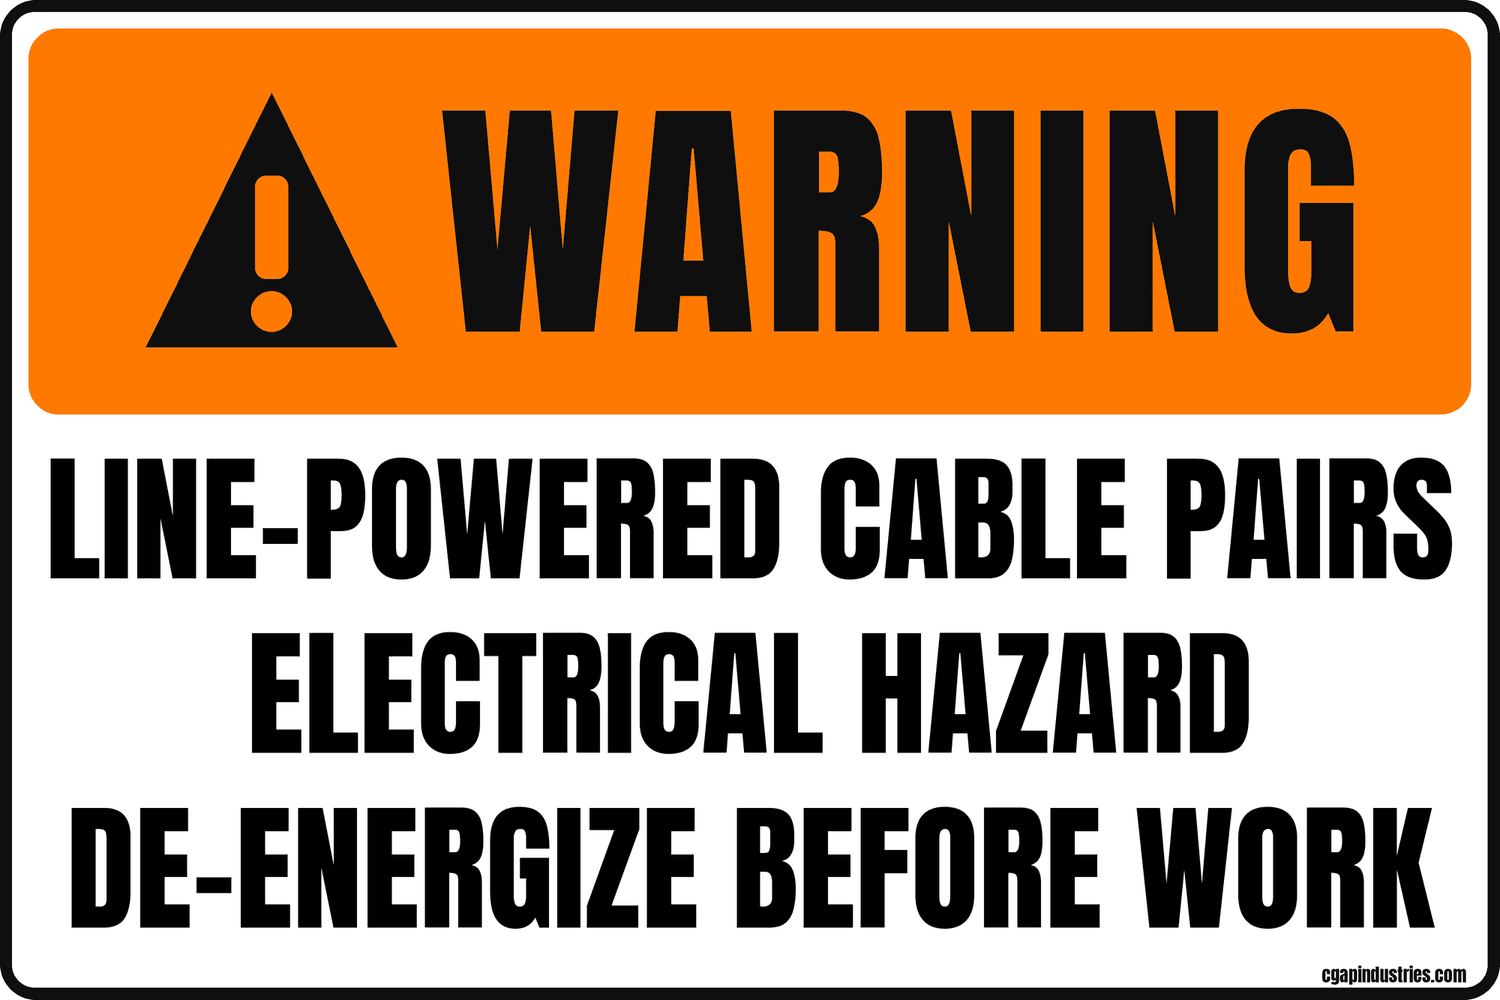 WARNING
LINE-POWERED CABLE PAIRS
ELECTRICAL HAZARD
DE-ENERGIZE BEFORE WORK
cgapindustries.com